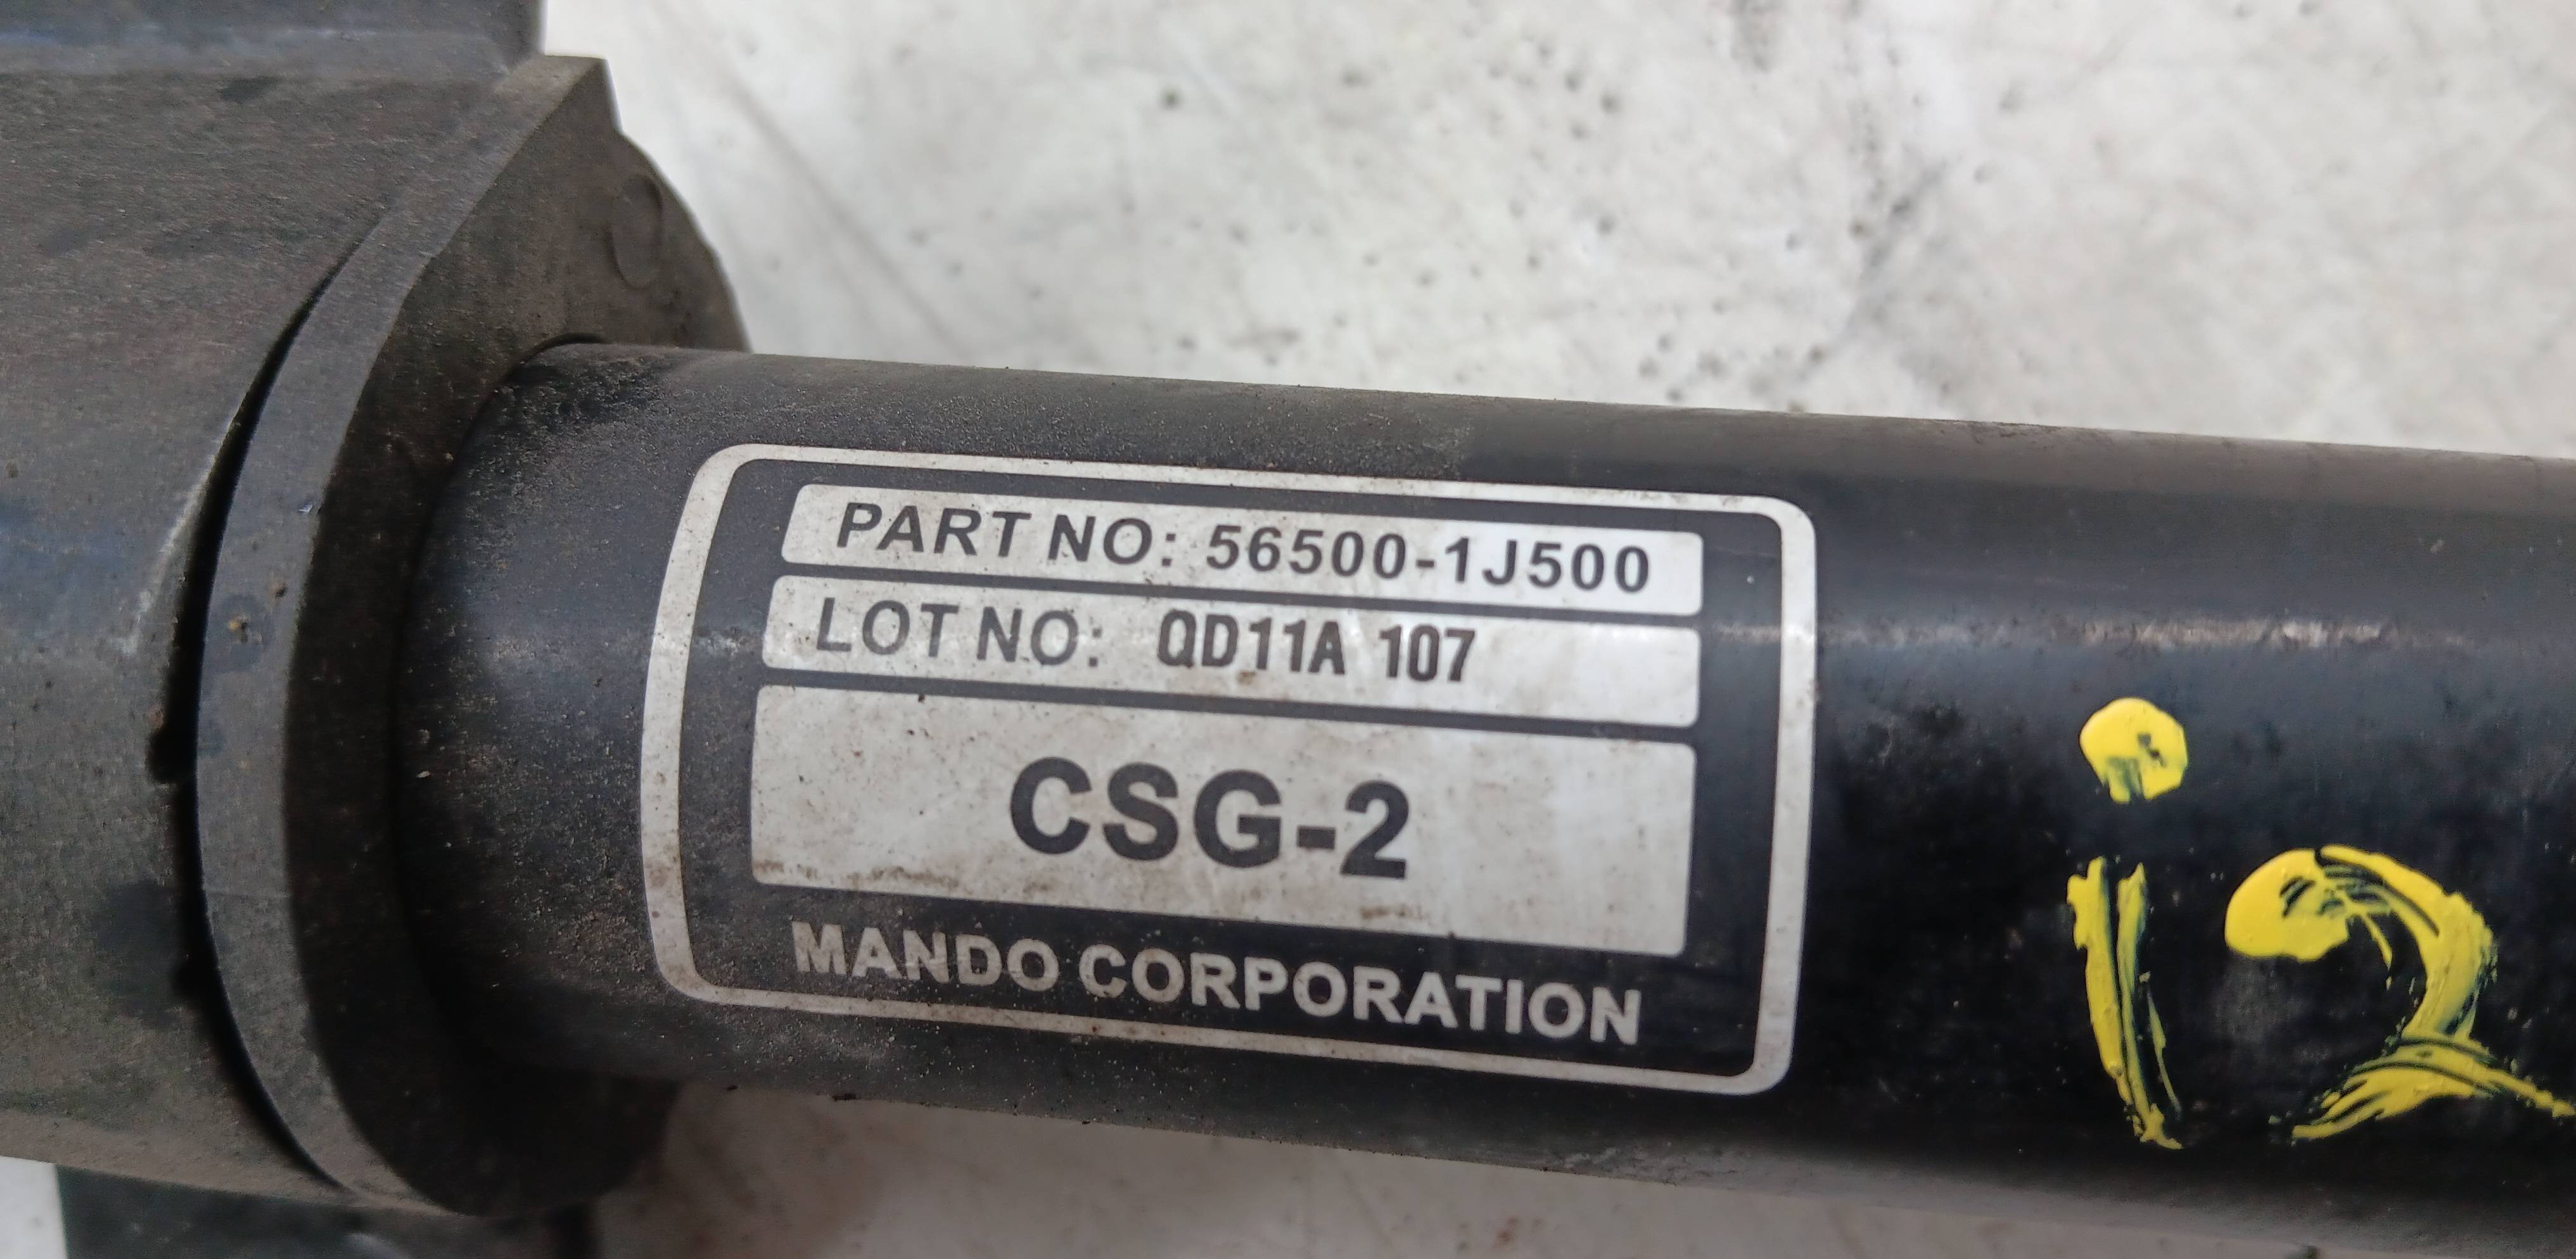 PART NO: 56500-1J500
LOT NO: QD11A 107
CSG-2
MANDO CORPORATION
i2